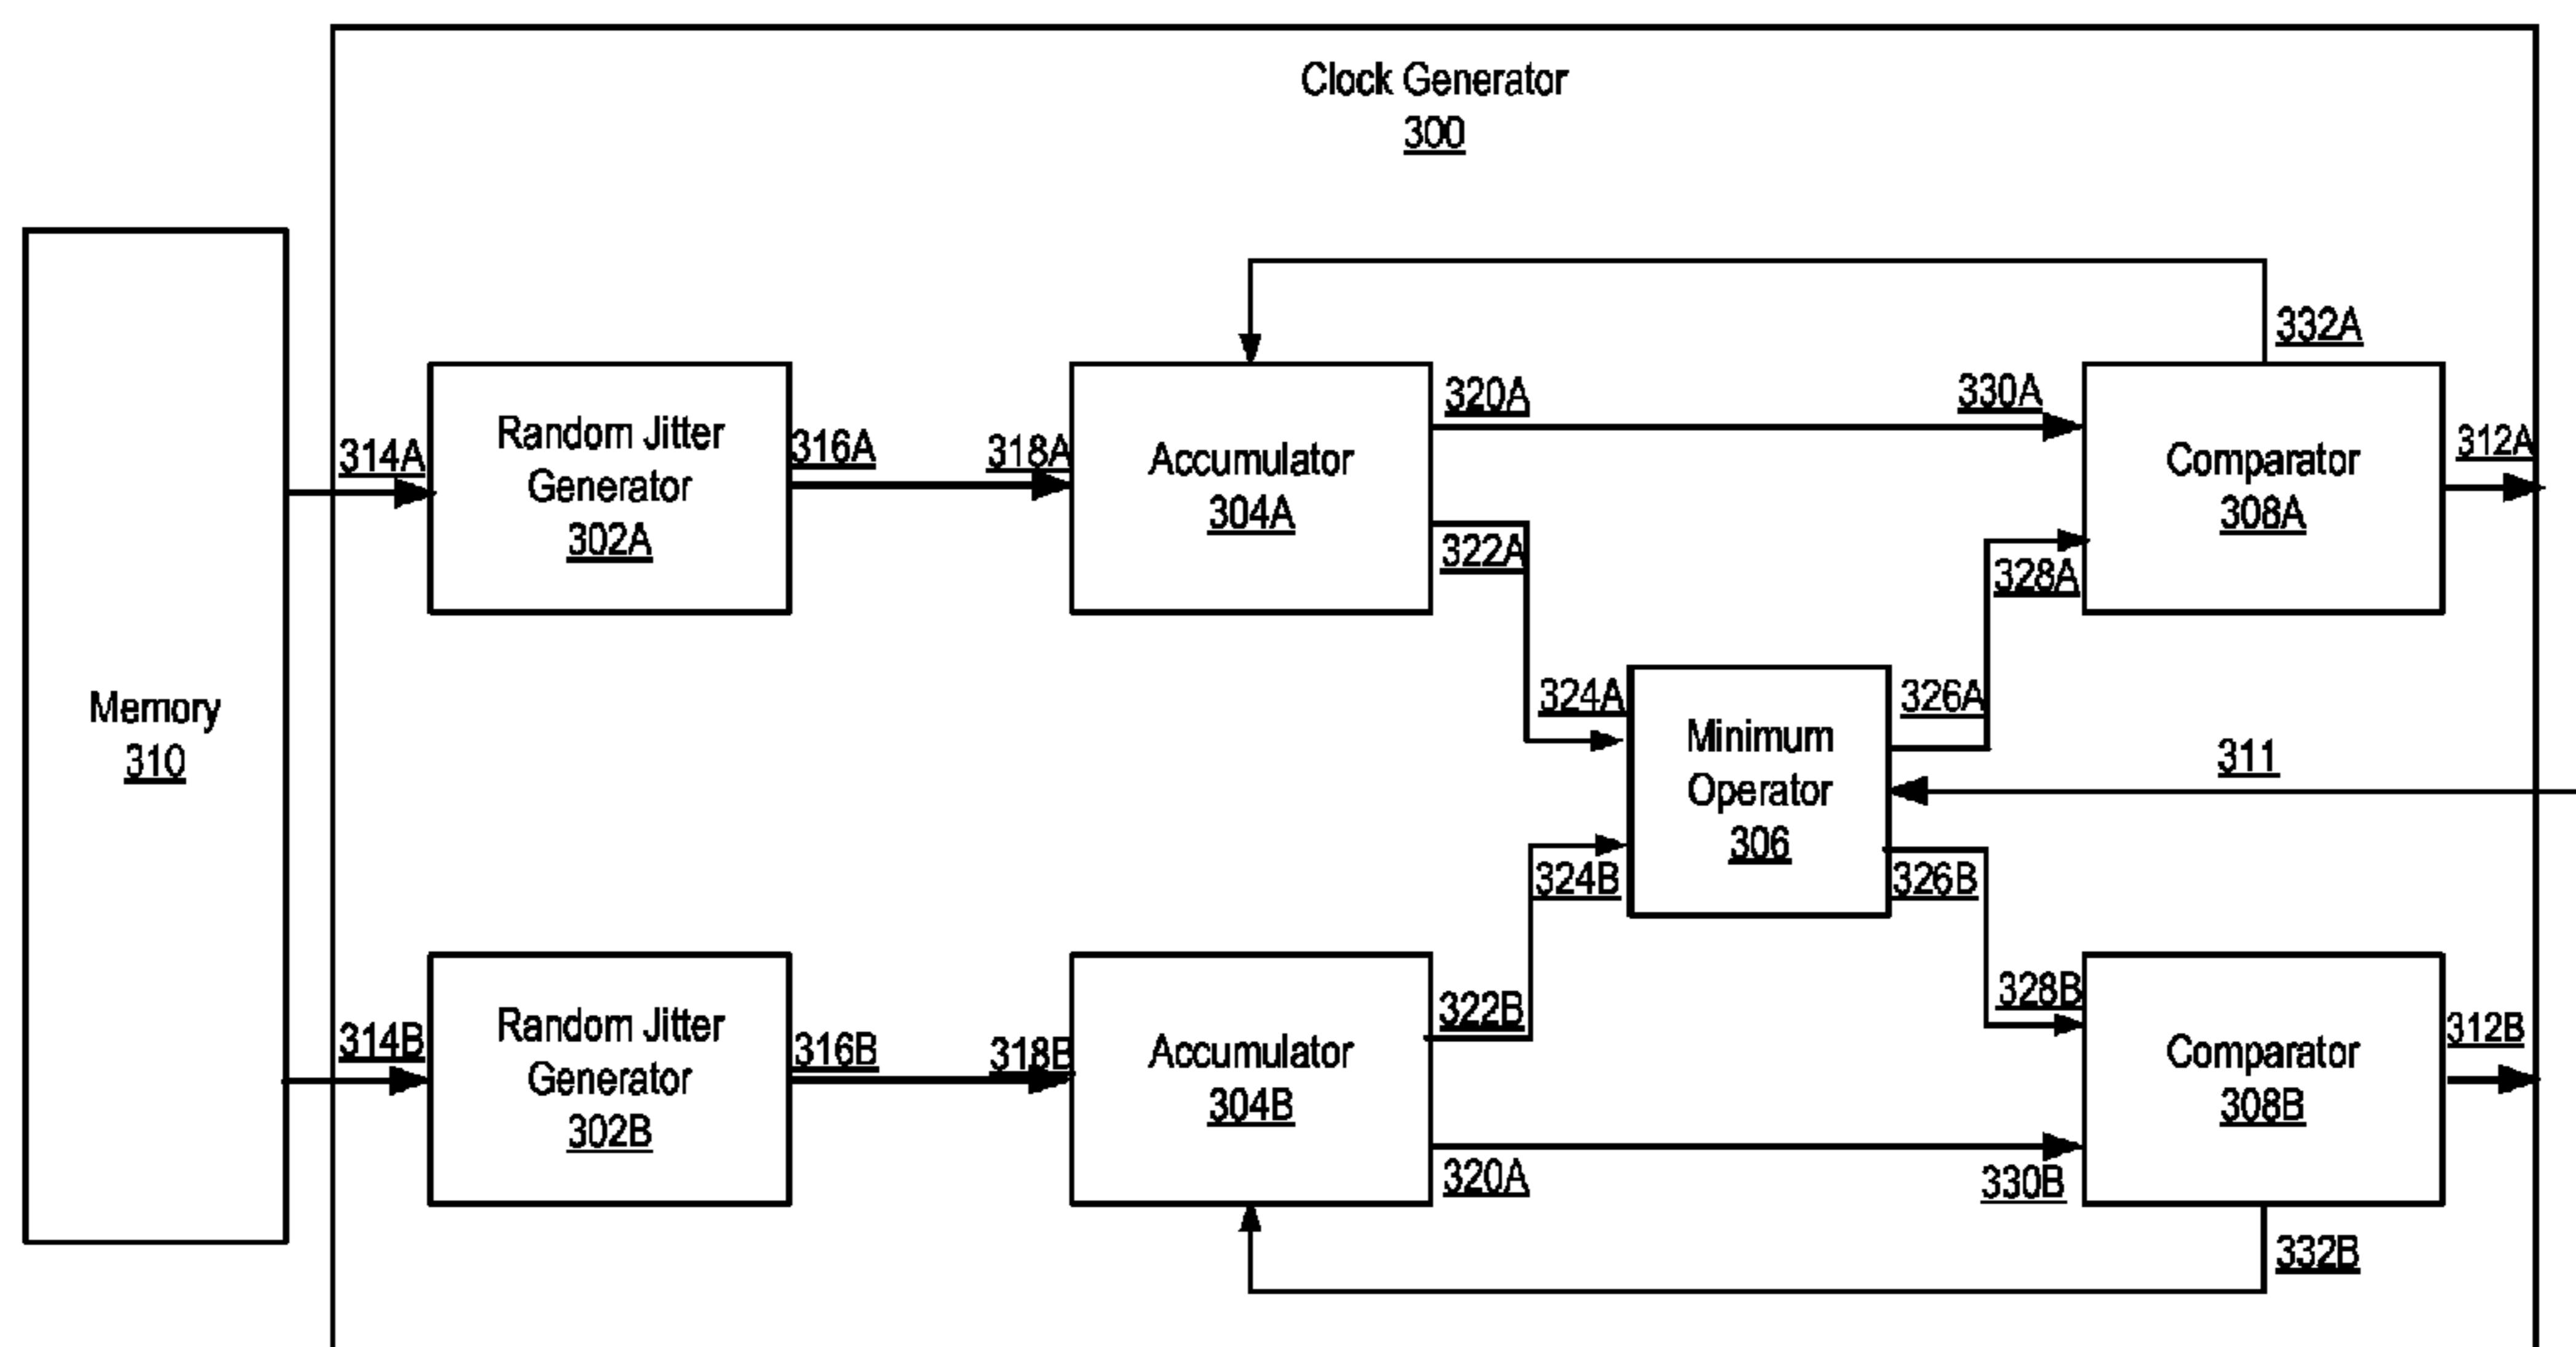 Clock Generator
300
332A
320A
330A
Random Jitter
Generator
302A
314A
316A
318A
Accumulator
304A
Comparator
308A
312A
322A
328A
Memory
310
324A
Minimum
Operator
306
326A
311
324B
326B
314B
Random Jitter
Generator
302B
316B
318B
Accumulator
304B
322B
328B
Comparator
308B
312B
320A
330B
332B